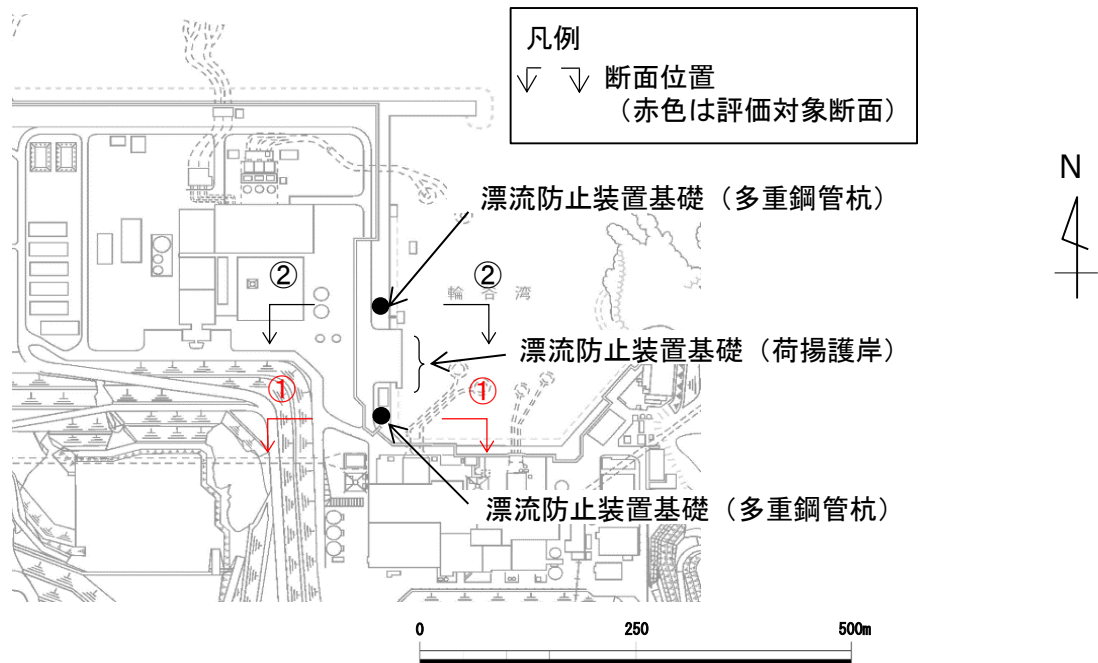 凡例
断面位置
（赤色は評価対象断面）
N
漂流防止装置基礎（多重鋼管杭）
②
②
輪谷湾
漂流防止装置基礎（荷揚護岸）
①
①
漂流防止装置基礎（多重鋼管杭）
0 250 500m